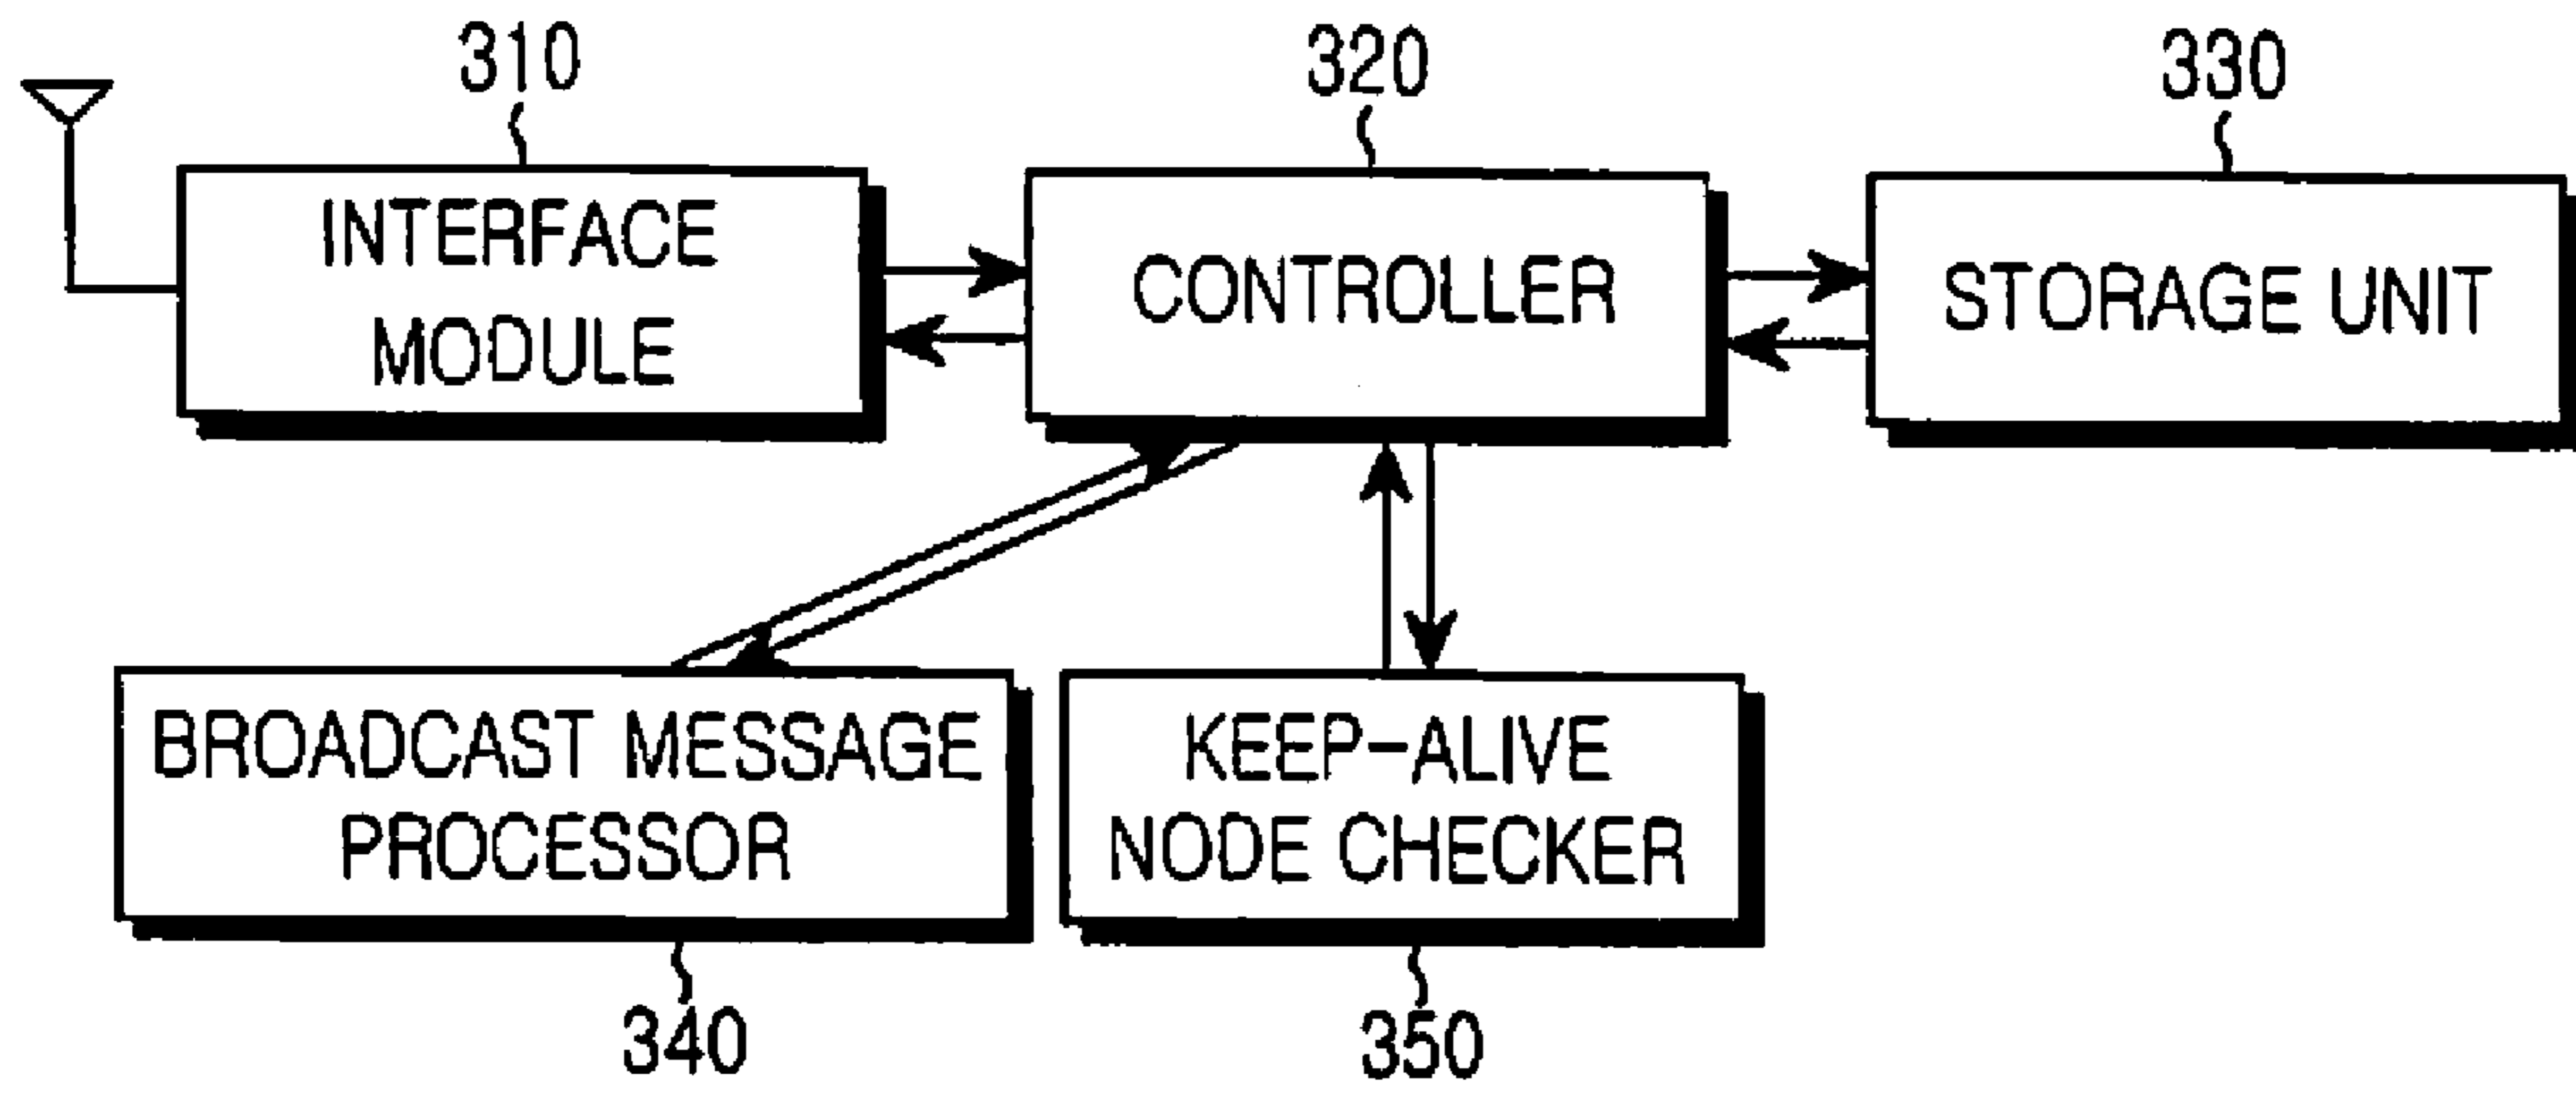 310
320
330
INTERFACE
MODULE
CONTROLLER
STORAGE UNIT
BROADCAST MESSAGE
PROCESSOR
KEEP-ALIVE
NODE CHECKER
340
350